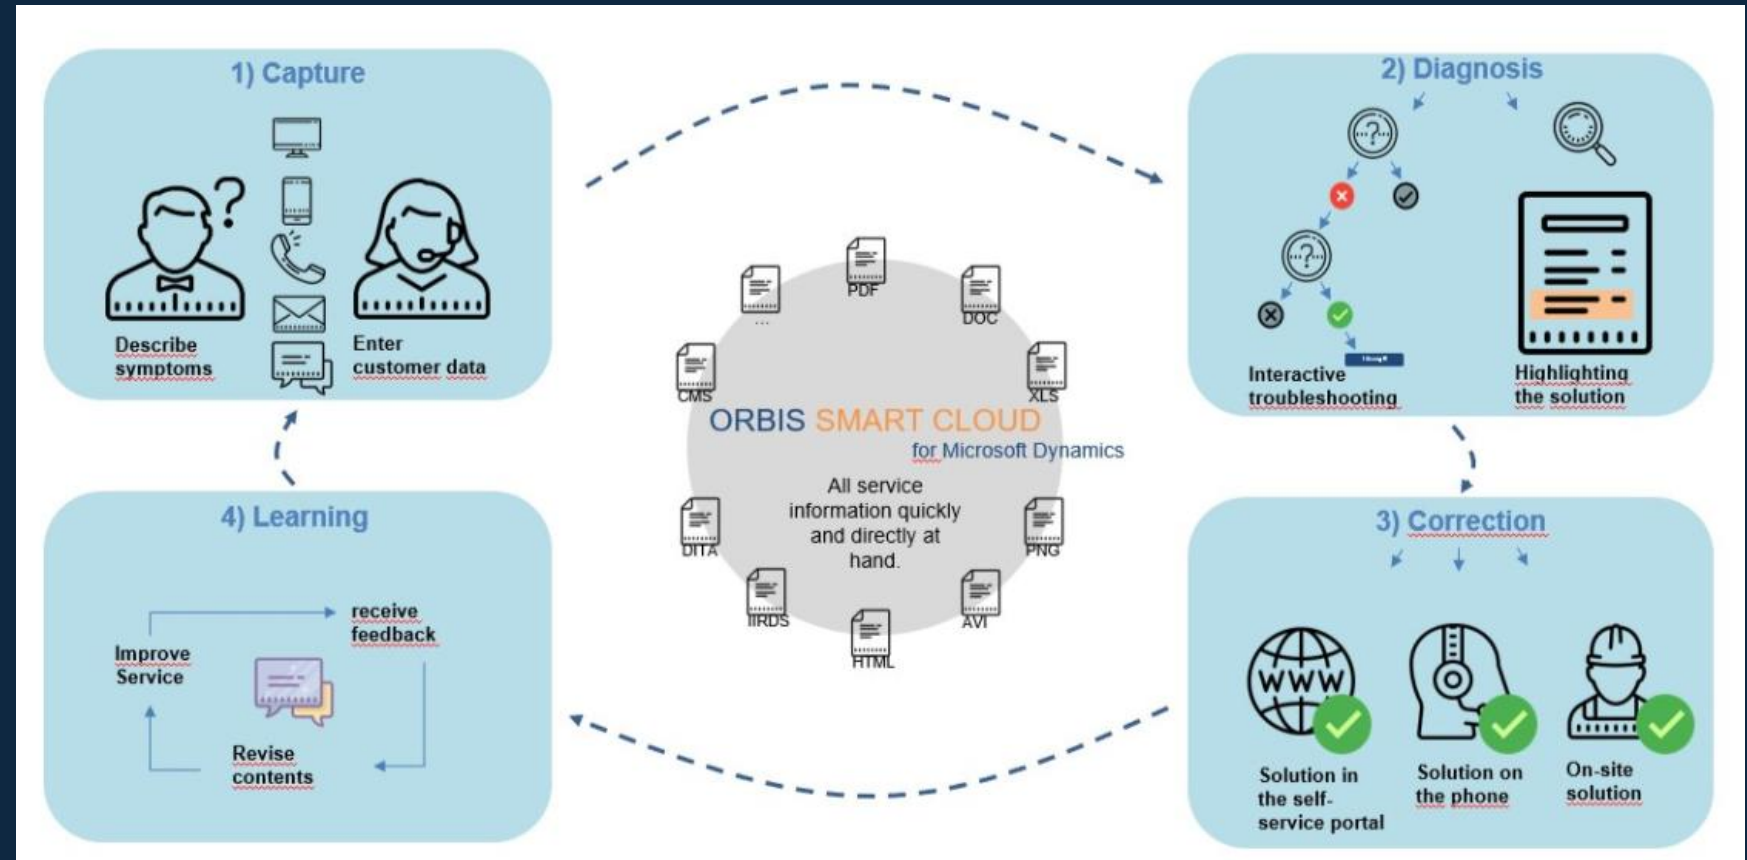 1) Capture
Describe
symptoms
Enter
customer data
2) Diagnosis
Interactive
troubleshooting
Highlighting
the solution
...
PDF
DOC
CMS
XLS
ORBIS SMART CLOUD
for Microsoft Dynamics
All service
information quickly
and directly at
hand.
DITA
PNG
IIRDS
AVI
HTML
3) Correction
WWW
Solution in
the self-
service portal
Solution on
the phone
On-site
solution
4) Learning
receive
feedback
Improve
Service
Revise
contents